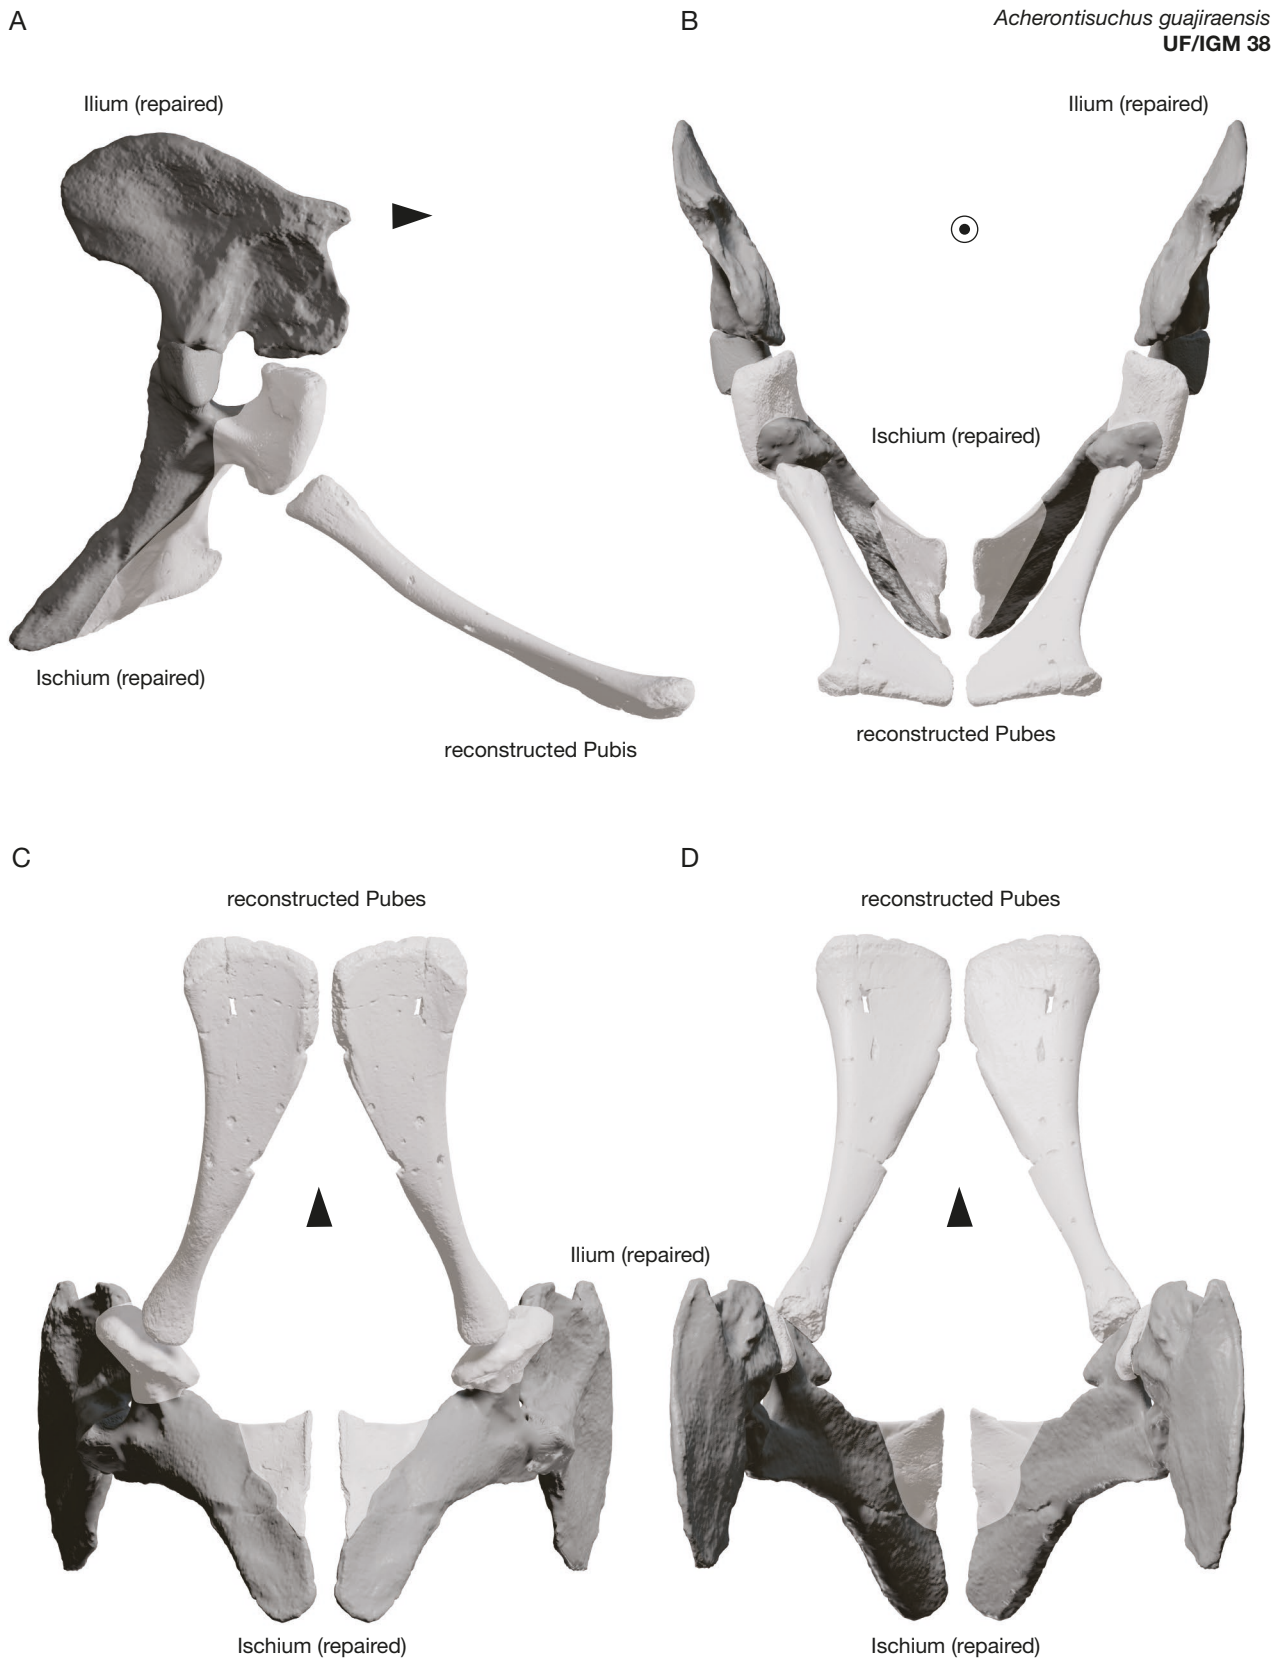 A
B
Acherontisuchus guajiraensis
UF/IGM 38
Ilium (repaired)
Ilium (repaired)
Ischium (repaired)
Ischium (repaired)
reconstructed Pubis
reconstructed Pubes
C
D
reconstructed Pubes
reconstructed Pubes
Ilium (repaired)
Ischium (repaired)
Ischium (repaired)